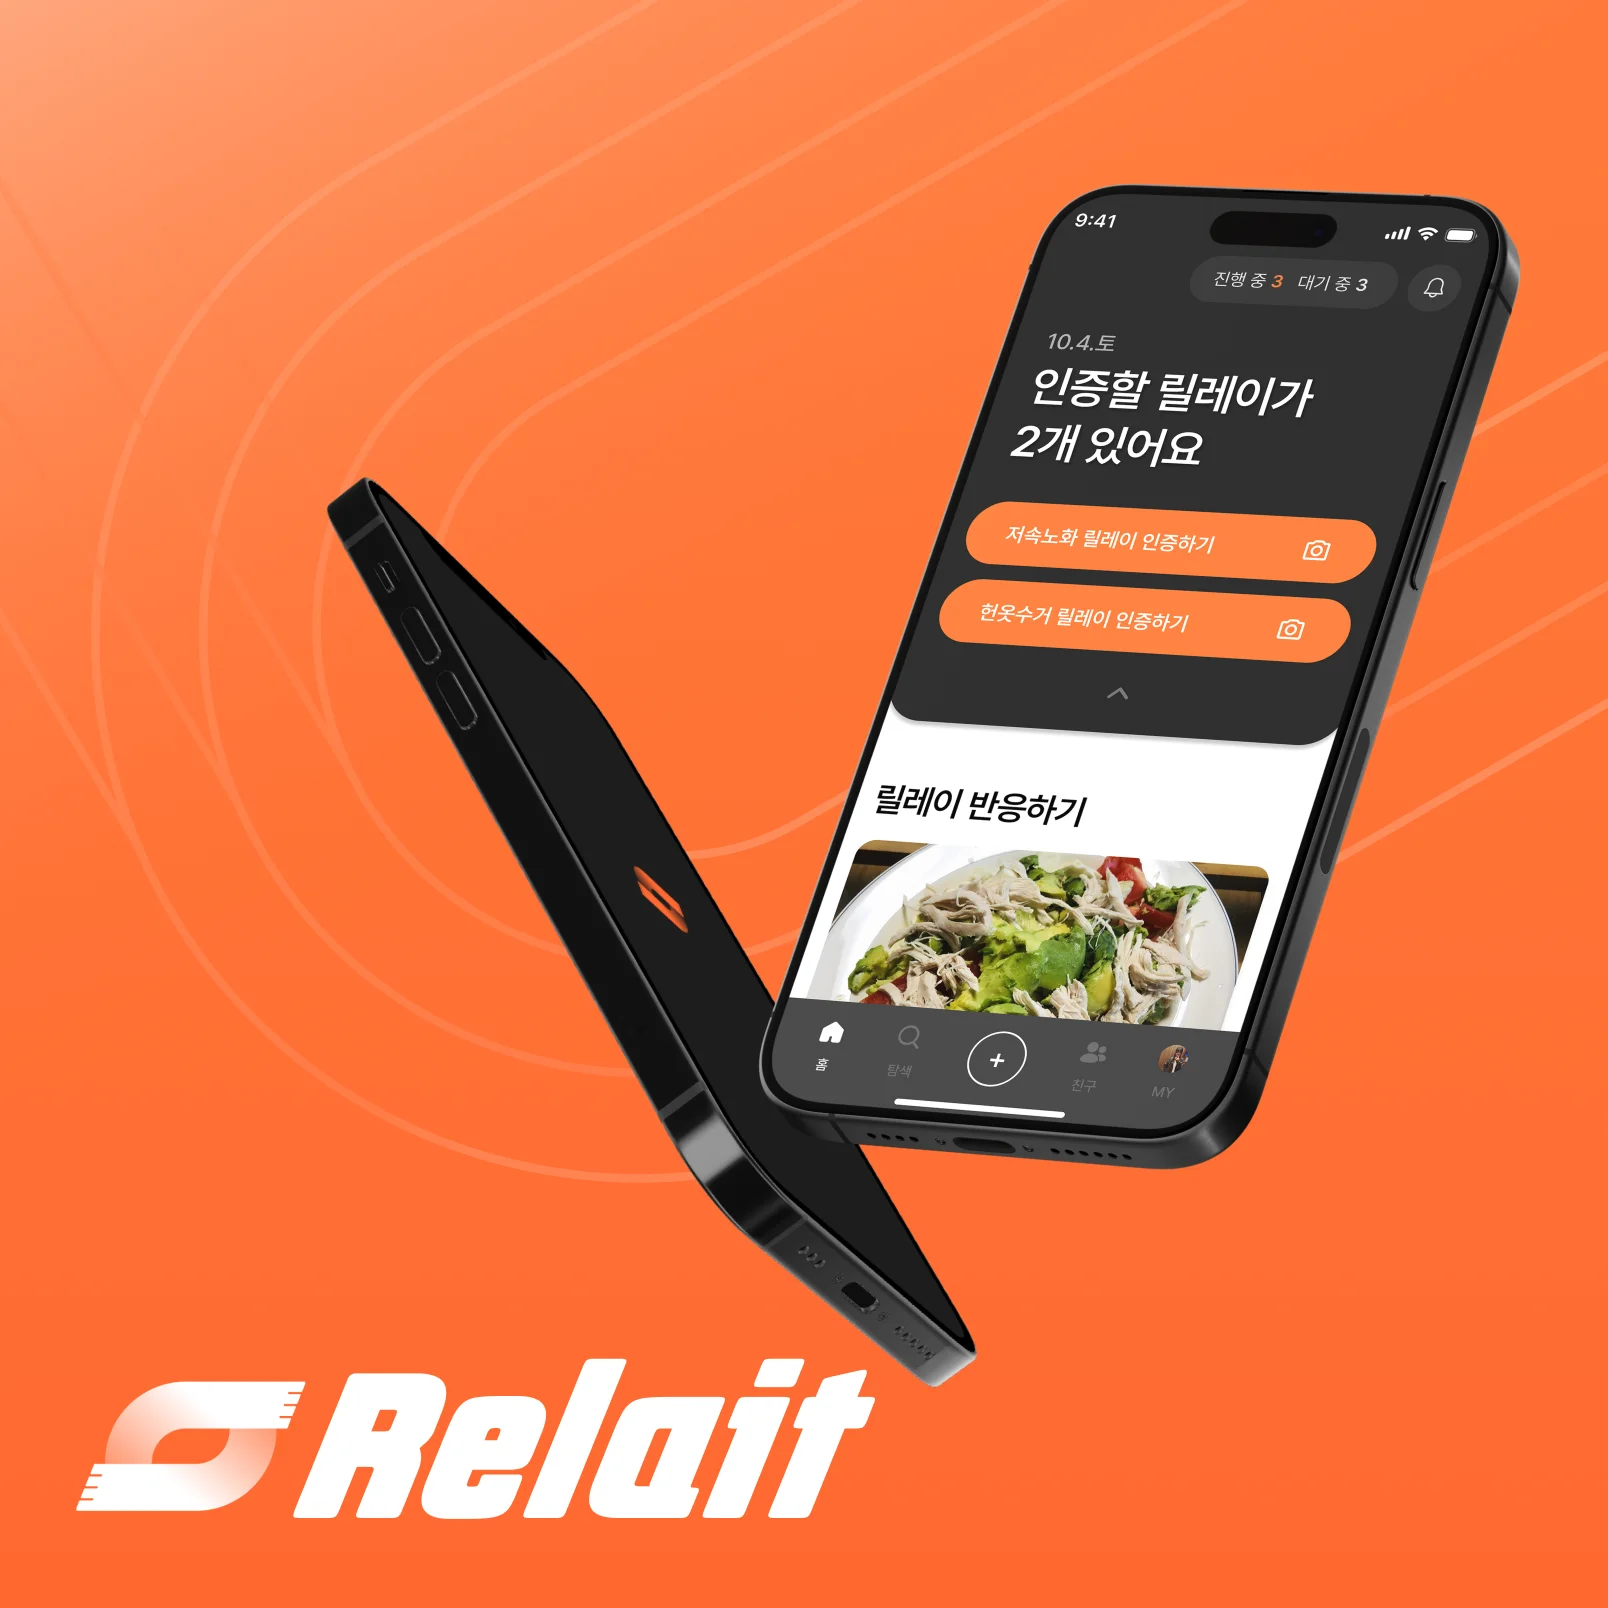 9:41
진행 중 3 대기 중 3
10.4.토
인증할 릴레이가
2개 있어요
저속노화 릴레이 인증하기
헌옷수거 릴레이 인증하기
릴레이 반응하기
홈
탐색
친구
MY
Relait